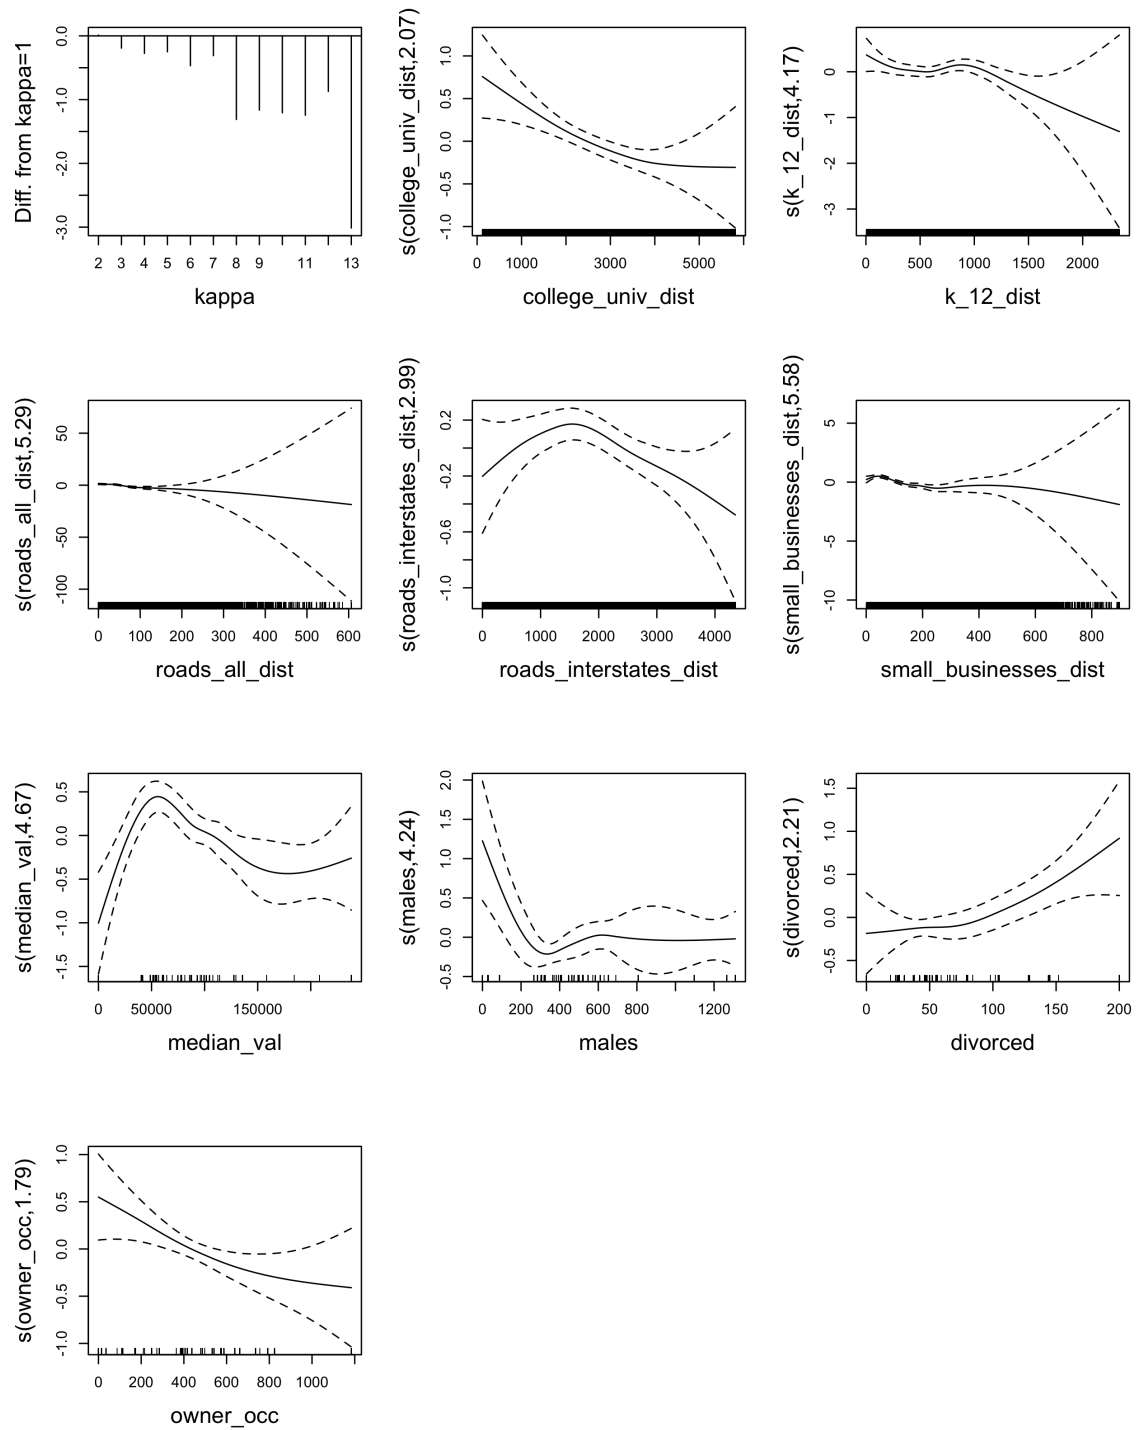 Diff. from kappa=1
0.0
-1.0
-2.0
-3.0
2 3 4 5 6 7 8 9 11 13
kappa
s(college_univ_dist,2.07)
1.0
0.5
0.0
-0.5
-1.0
0 1000 3000 5000
college_univ_dist
s(k_12_dist,4.17)
0
-1
-2
-3
0 500 1000 1500 2000
k_12_dist
s(roads_all_dist,5.29)
50
0
-50
-100
0 100 200 300 400 500 600
roads_all_dist
s(roads_interstates_dist,2.99)
0.2
-0.2
-0.6
-1.0
0 1000 2000 3000 4000
roads_interstates_dist
s(small_businesses_dist,5.58)
5
0
-5
-10
0 200 400 600 800
small_businesses_dist
s(median_val,4.67)
0.5
0.0
-0.5
-1.0
-1.5
0 50000 150000
median_val
s(males,4.24)
2.0
1.5
1.0
0.5
0.0
-0.5
0 200 400 600 800 1200
males
s(divorced,2.21)
1.5
1.0
0.5
0.0
-0.5
0 50 100 150 200
divorced
s(owner_occ,1.79)
1.0
0.5
0.0
-0.5
-1.0
0 200 400 600 800 1000
owner_occ